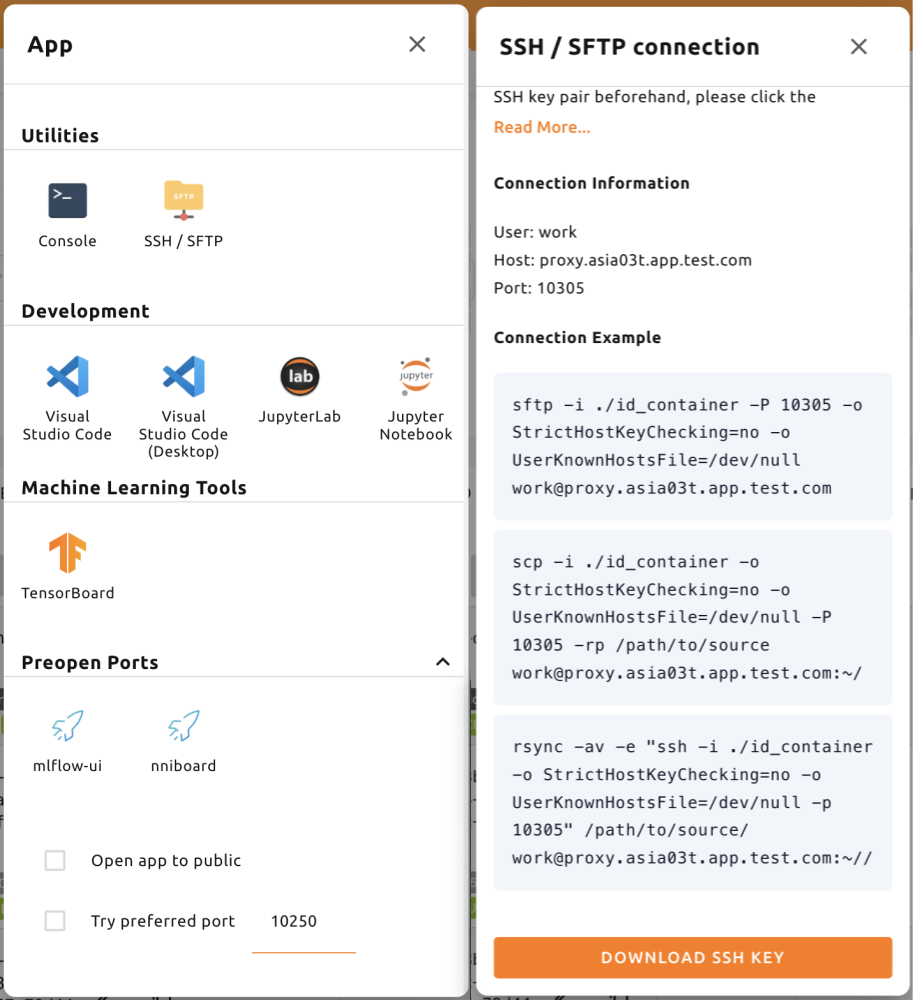 App
Utilities
>_
SFTP
Console
SSH / SFTP
Development
lab
jupyter
Visual
Studio Code
Visual
Studio Code
(Desktop)
JupyterLab
Jupyter
Notebook
Machine Learning Tools
TensorBoard
Preopen Ports
mlflow-ui
nniboard
Open app to public
Try preferred port
10250
SSH / SFTP connection
SSH key pair beforehand, please click the
Read More...
Connection Information
User: work
Host: proxy.asia03t.app.test.com
Port: 10305
Connection Example
sftp -i ./id_container -P 10305 -o
StrictHostKeyChecking=no -o
UserKnownHostsFile=/dev/null
work@proxy.asia03t.app.test.com
scp -i ./id_container -o
StrictHostKeyChecking=no -o
UserKnownHostsFile=/dev/null -P
10305 -rp /path/to/source
work@proxy.asia03t.app.test.com:~/
rsync -av -e "ssh -i ./id_container
-o StrictHostKeyChecking=no -o
UserKnownHostsFile=/dev/null -p
10305" /path/to/source/
work@proxy.asia03t.app.test.com:~//
DOWNLOAD SSH KEY